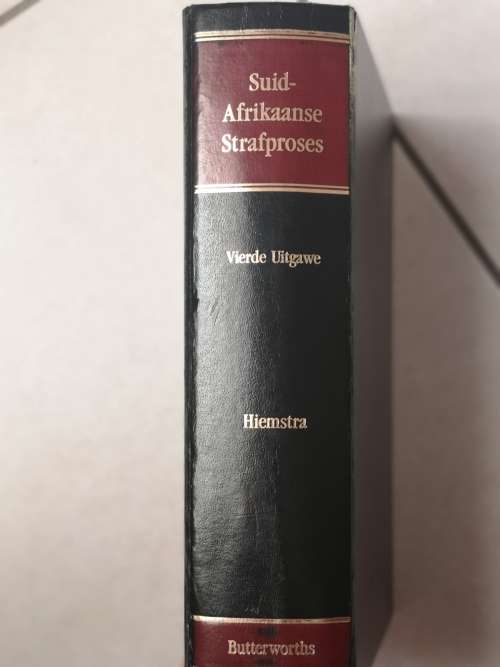 Suid-
Afrikaanse
Strafproses
Vierde Uitgawe
Hiemstra
Butterworths